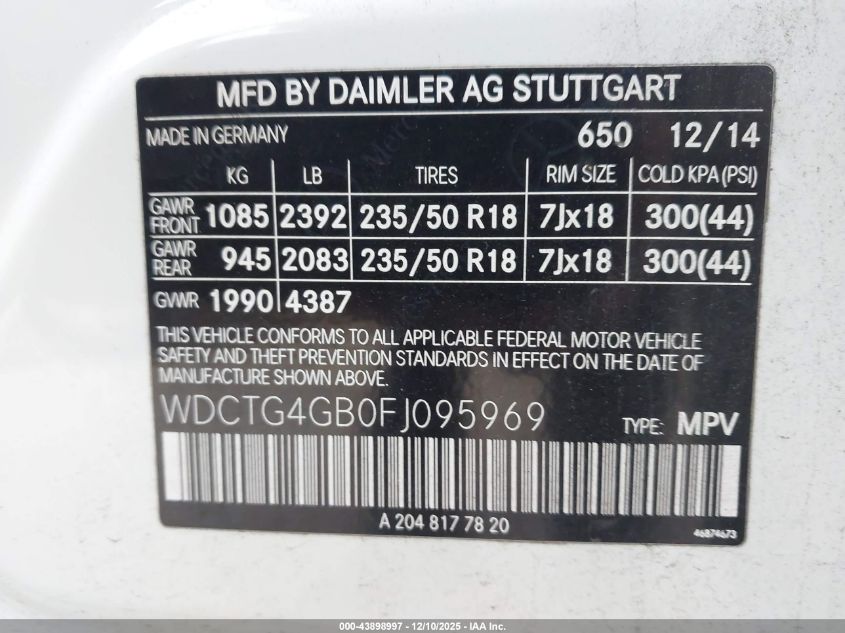 MFD BY DAIMLER AG STUTTGART
MADE IN GERMANY 650 12/14
KG LB TIRES RIM SIZE COLD KPA (PSI)
GAWR FRONT 1085 2392 235/50 R18 7Jx18 300(44)
GAWR REAR 945 2083 235/50 R18 7Jx18 300(44)
GVWR 1990 4387
THIS VEHICLE CONFORMS TO ALL APPLICABLE FEDERAL MOTOR VEHICLE
SAFETY AND THEFT PREVENTION STANDARDS IN EFFECT ON THE DATE OF
MANUFACTURE SHOWN ABOVE.
WDCTG4GB0FJ095969 TYPE: MPV
A 204 817 78 20
46874673
000-43898997 - 12/10/2025 - IAA Inc.